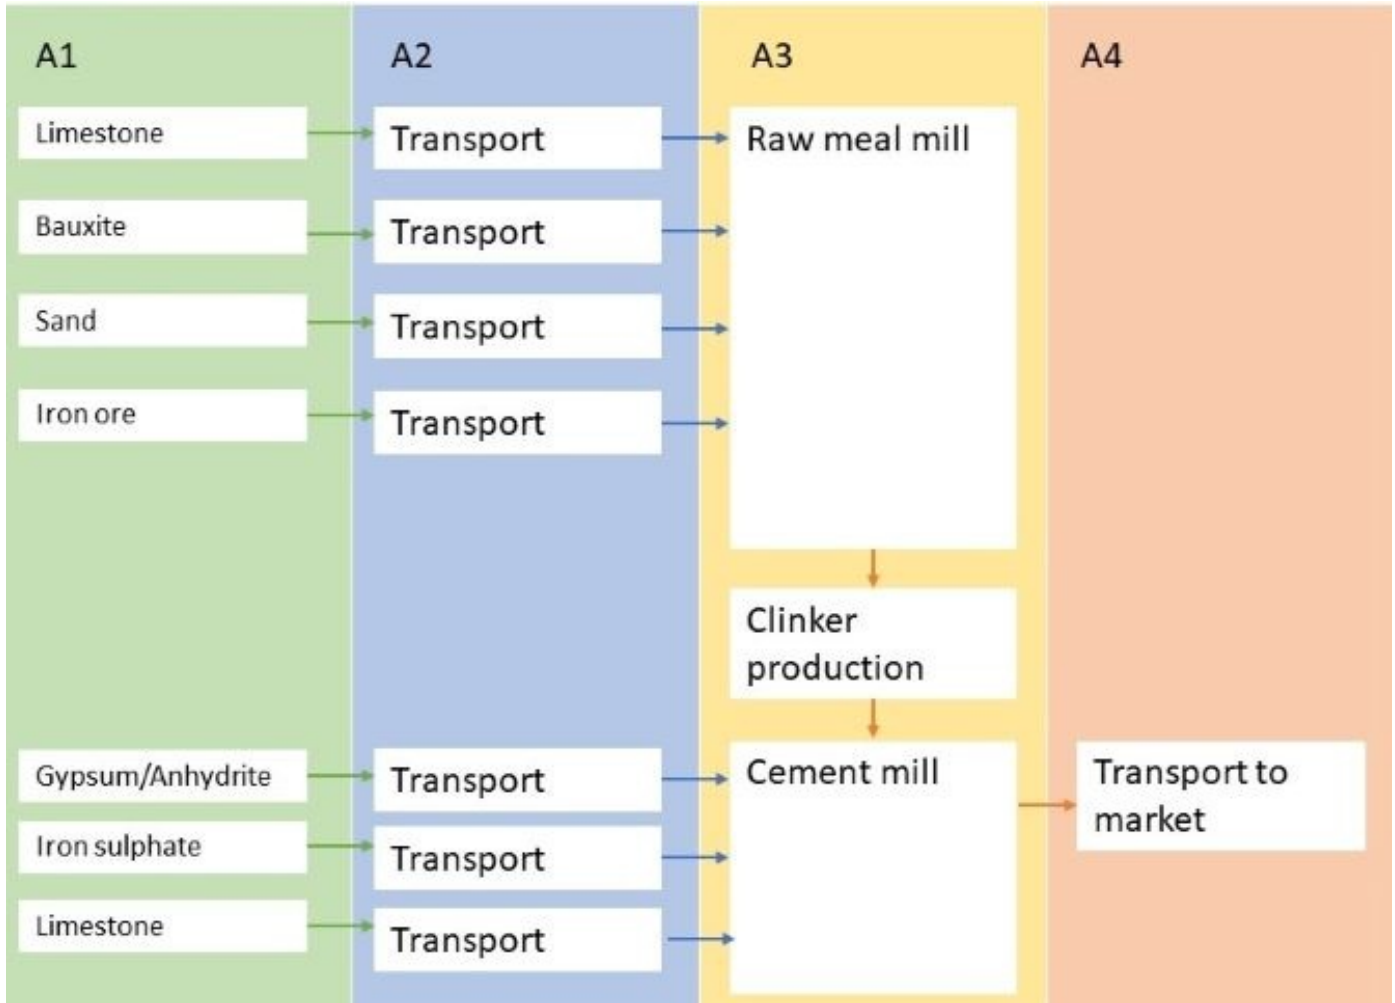 A1
A2
A3
A4
Limestone
Transport
Raw meal mill
Bauxite
Transport
Sand
Transport
Iron ore
Transport
Clinker
production
Gypsum/Anhydrite
Transport
Cement mill
Transport to
market
Iron sulphate
Transport
Limestone
Transport